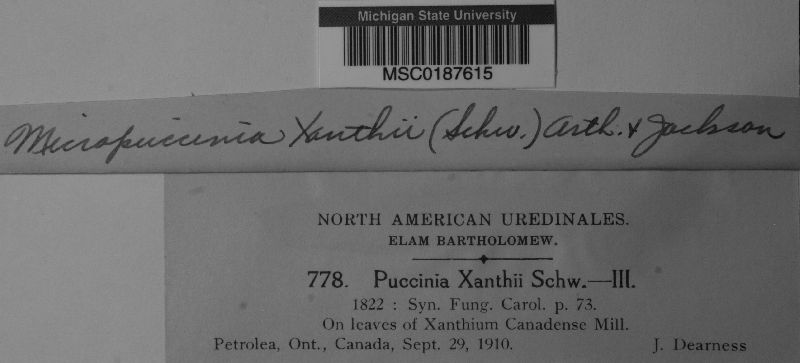 Michigan State University
MSC0187615
Micropuccinia Xanthii (Schw.) Arth. & Jackson
NORTH AMERICAN UREDINALES.
ELAM BARTHOLOMEW.
778. Puccinia Xanthii Schw.—III.
1822 : Syn. Fung. Carol. p. 73.
On leaves of Xanthium Canadense Mill.
Petrolea, Ont., Canada, Sept. 29, 1910. J. Dearness